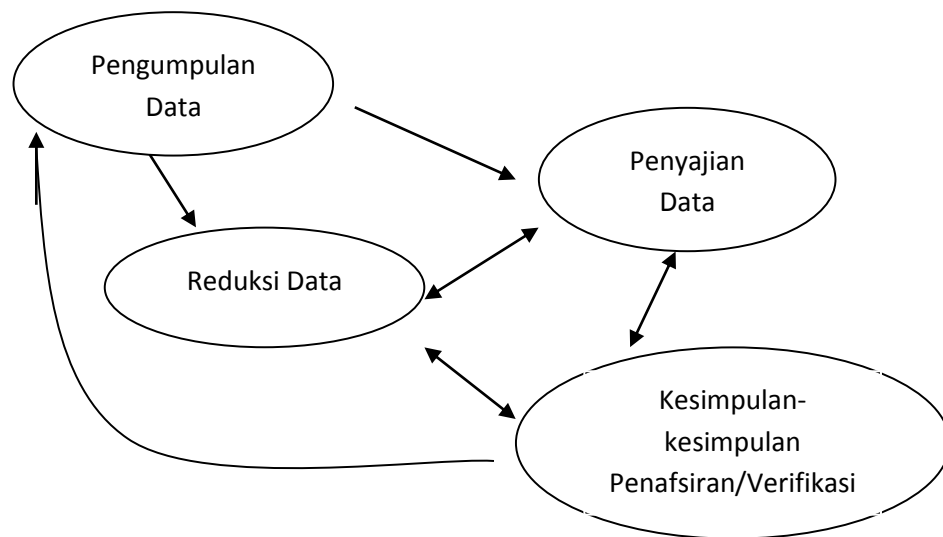 Pengumpulan
Data
Penyajian
Data
Reduksi Data
Kesimpulan-
kesimpulan
Penafsiran/Verifikasi